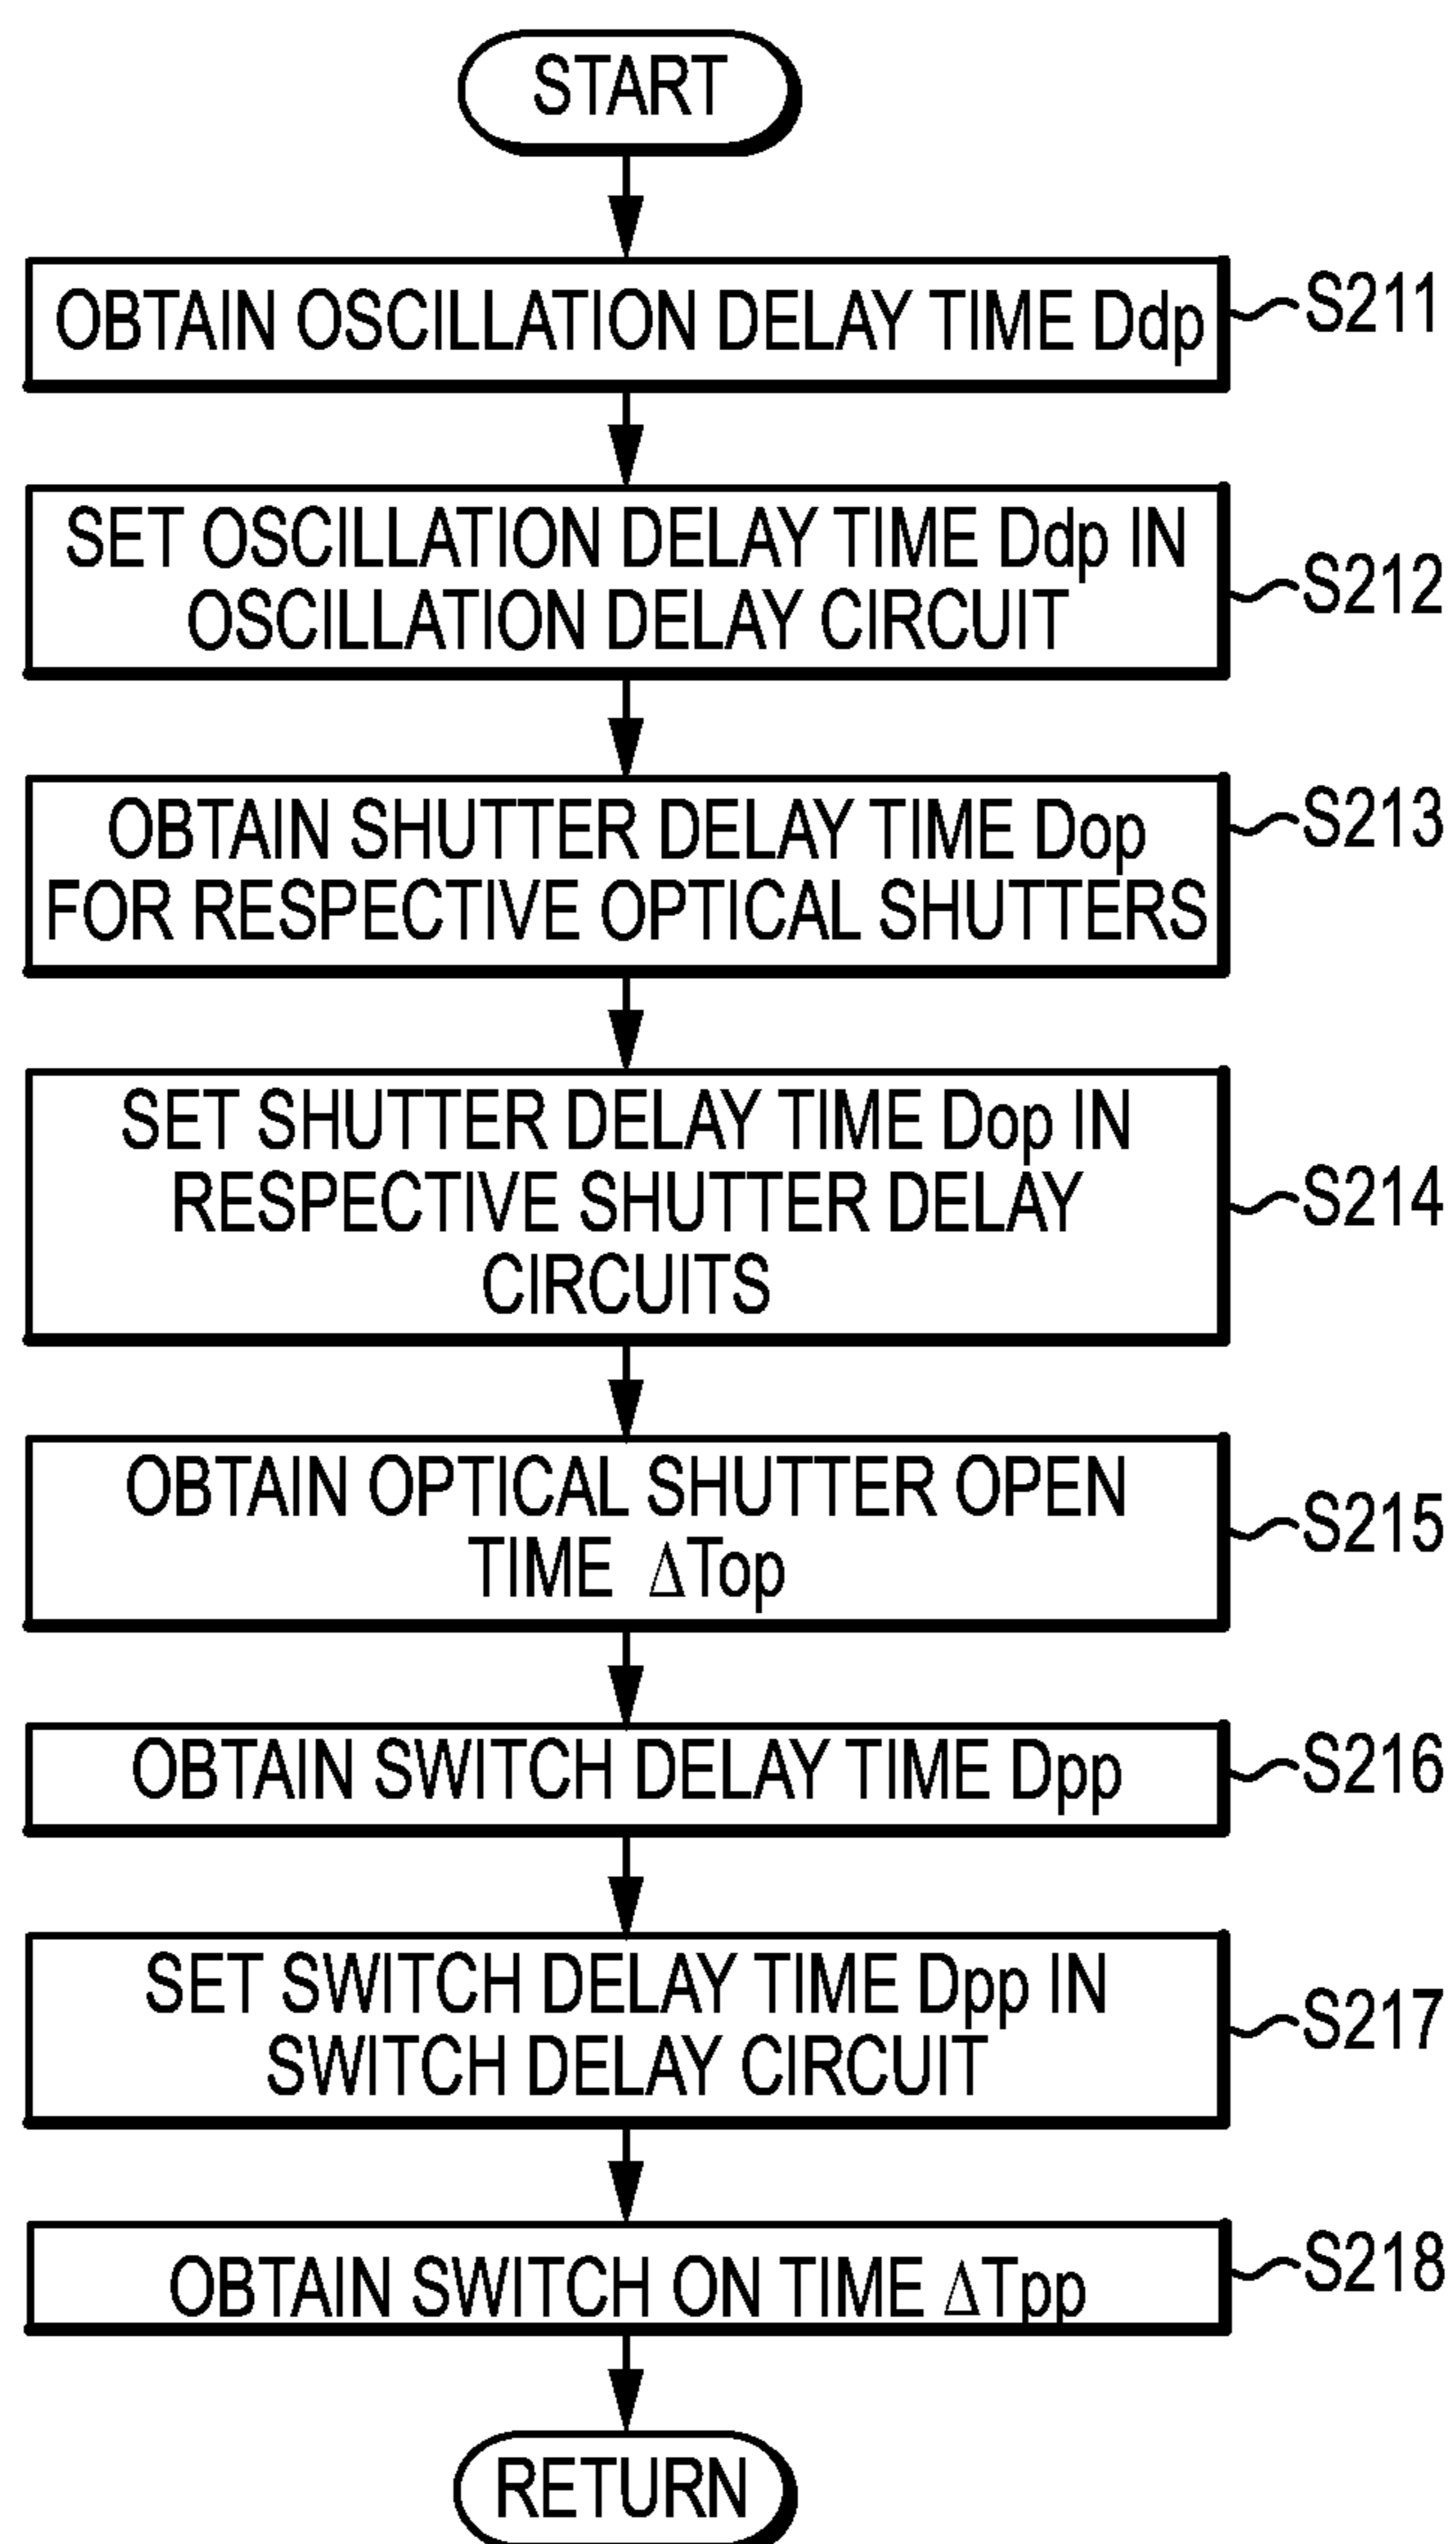 START
OBTAIN OSCILLATION DELAY TIME Ddp
S211
SET OSCILLATION DELAY TIME Ddp IN
OSCILLATION DELAY CIRCUIT
S212
OBTAIN SHUTTER DELAY TIME Dop
FOR RESPECTIVE OPTICAL SHUTTERS
S213
SET SHUTTER DELAY TIME Dop IN
RESPECTIVE SHUTTER DELAY
CIRCUITS
S214
OBTAIN OPTICAL SHUTTER OPEN
TIME ΔTop
S215
OBTAIN SWITCH DELAY TIME Dpp
S216
SET SWITCH DELAY TIME Dpp IN
SWITCH DELAY CIRCUIT
S217
OBTAIN SWITCH ON TIME ΔTpp
S218
RETURN